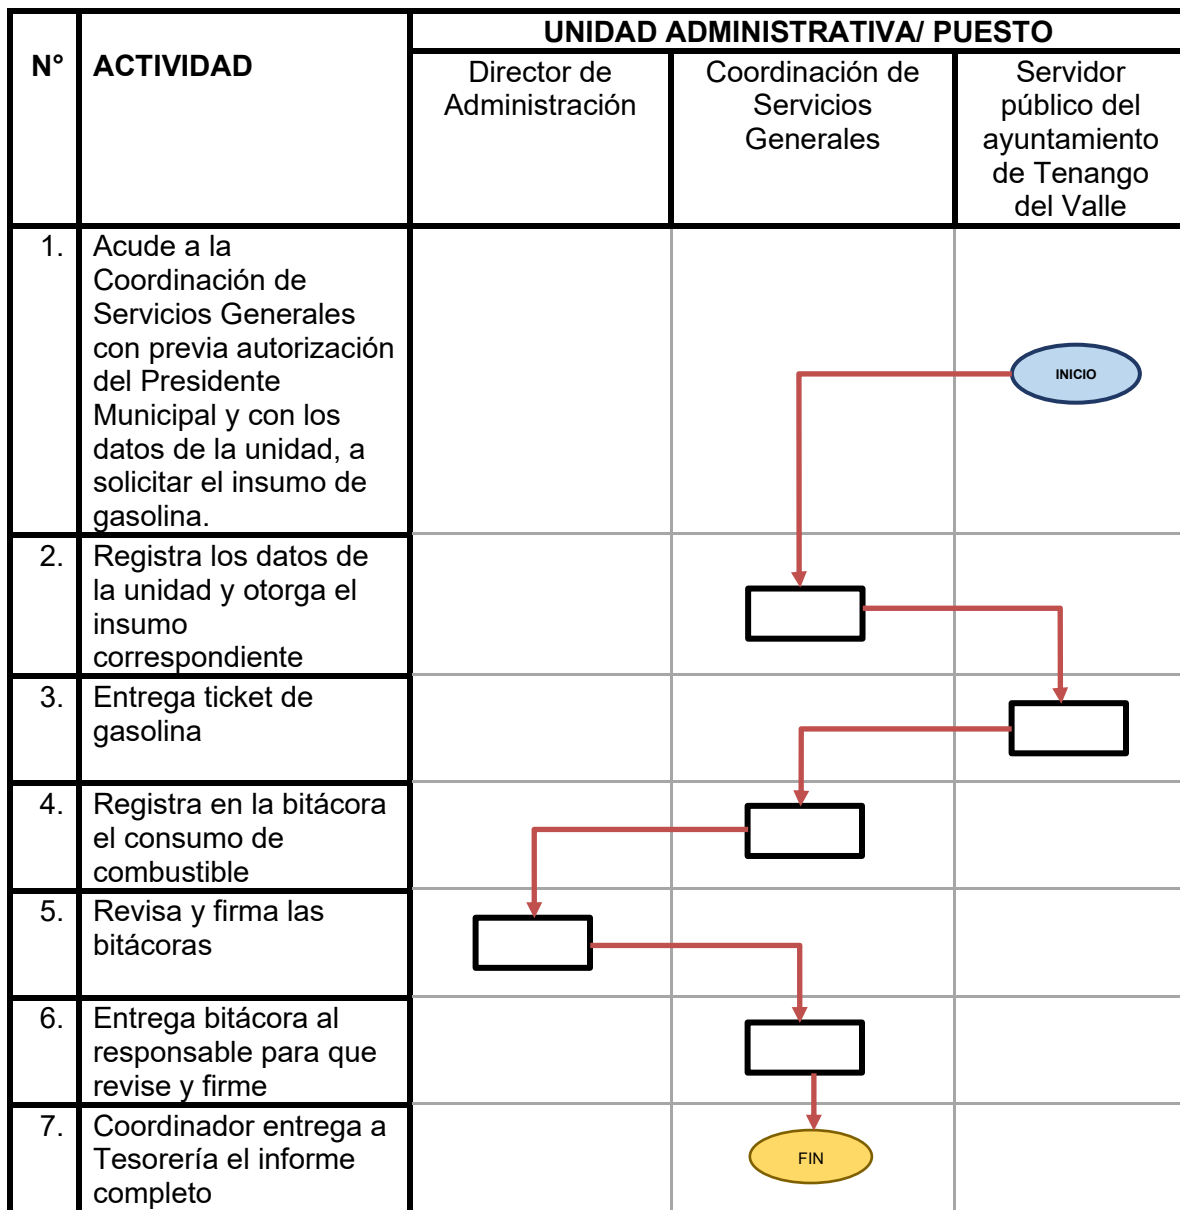 UNIDAD ADMINISTRATIVA/ PUESTO
N°
ACTIVIDAD
Director de
Administración
Coordinación de
Servicios
Generales
Servidor
público del
ayuntamiento
de Tenango
del Valle
1.
Acude a la
Coordinación de
Servicios Generales
con previa autorización
del Presidente
Municipal y con los
datos de la unidad, a
solicitar el insumo de
gasolina.
INICIO
2.
Registra los datos de
la unidad y otorga el
insumo
correspondiente
3.
Entrega ticket de
gasolina
4.
Registra en la bitácora
el consumo de
combustible
5.
Revisa y firma las
bitácoras
6.
Entrega bitácora al
responsable para que
revise y firme
7.
Coordinador entrega a
Tesorería el informe
completo
FIN